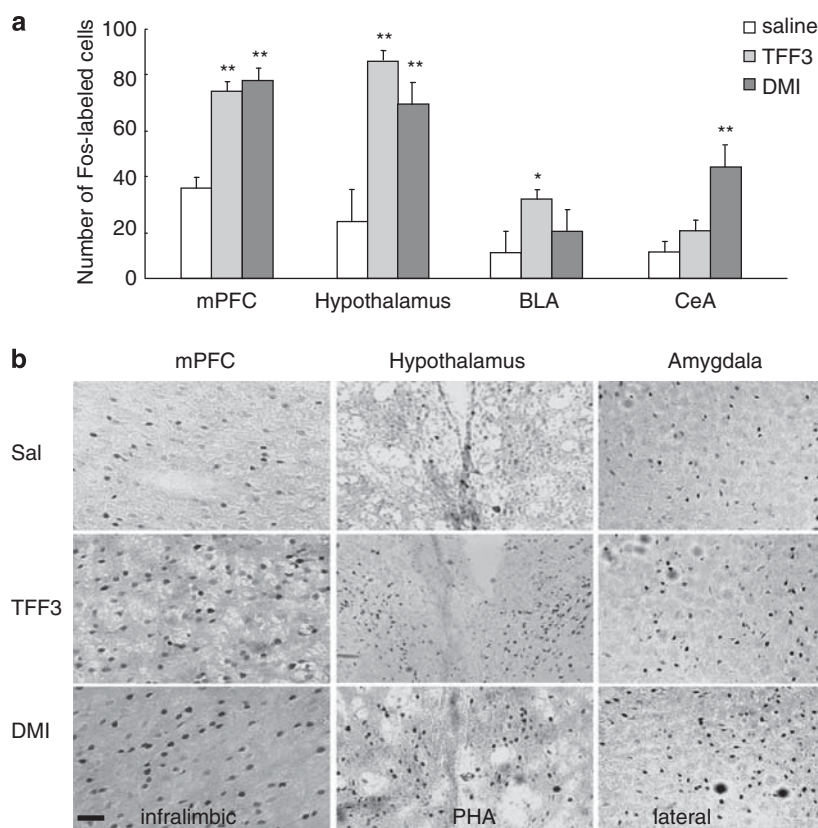 a
Number of Fos-labeled cells
100
80
60
40
20
0
saline
TFF3
DMI
** **
** **
*
**
mPFC Hypothalamus BLA CeA
b
mPFC Hypothalamus Amygdala
Sal
TFF3
DMI
infralimbic PHA lateral